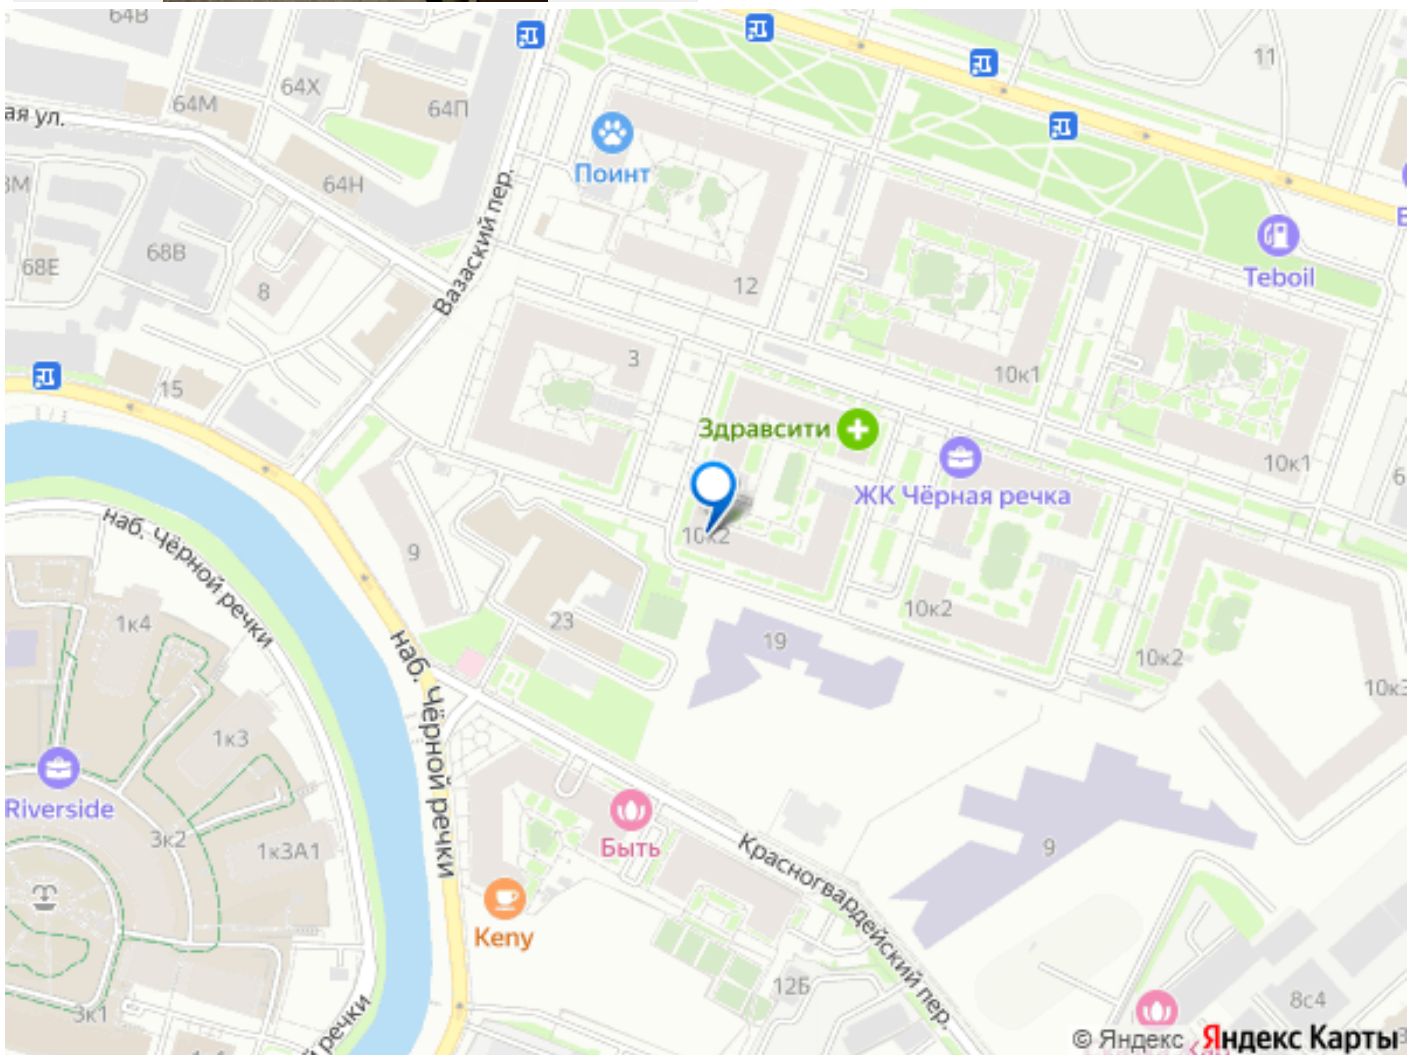 64В
11
64Х
64М
64П
ая ул.
Поинт
64Н
Вазаский пер.
68В
68Е
Teboil
8
12
3
10к1
15
Здравсити
10к1
ЖК Чёрная речка
наб. Чёрной речки
10к2
9
10к2
1к4
23
19
10к2
наб. Чёрной речки
10к3
1к3
Riverside
3к2
Быть
1к3А1
Красногвардейский пер.
9
Keny
12Б
8с4
3к1
речки
© Яндекс Яндекс Карты